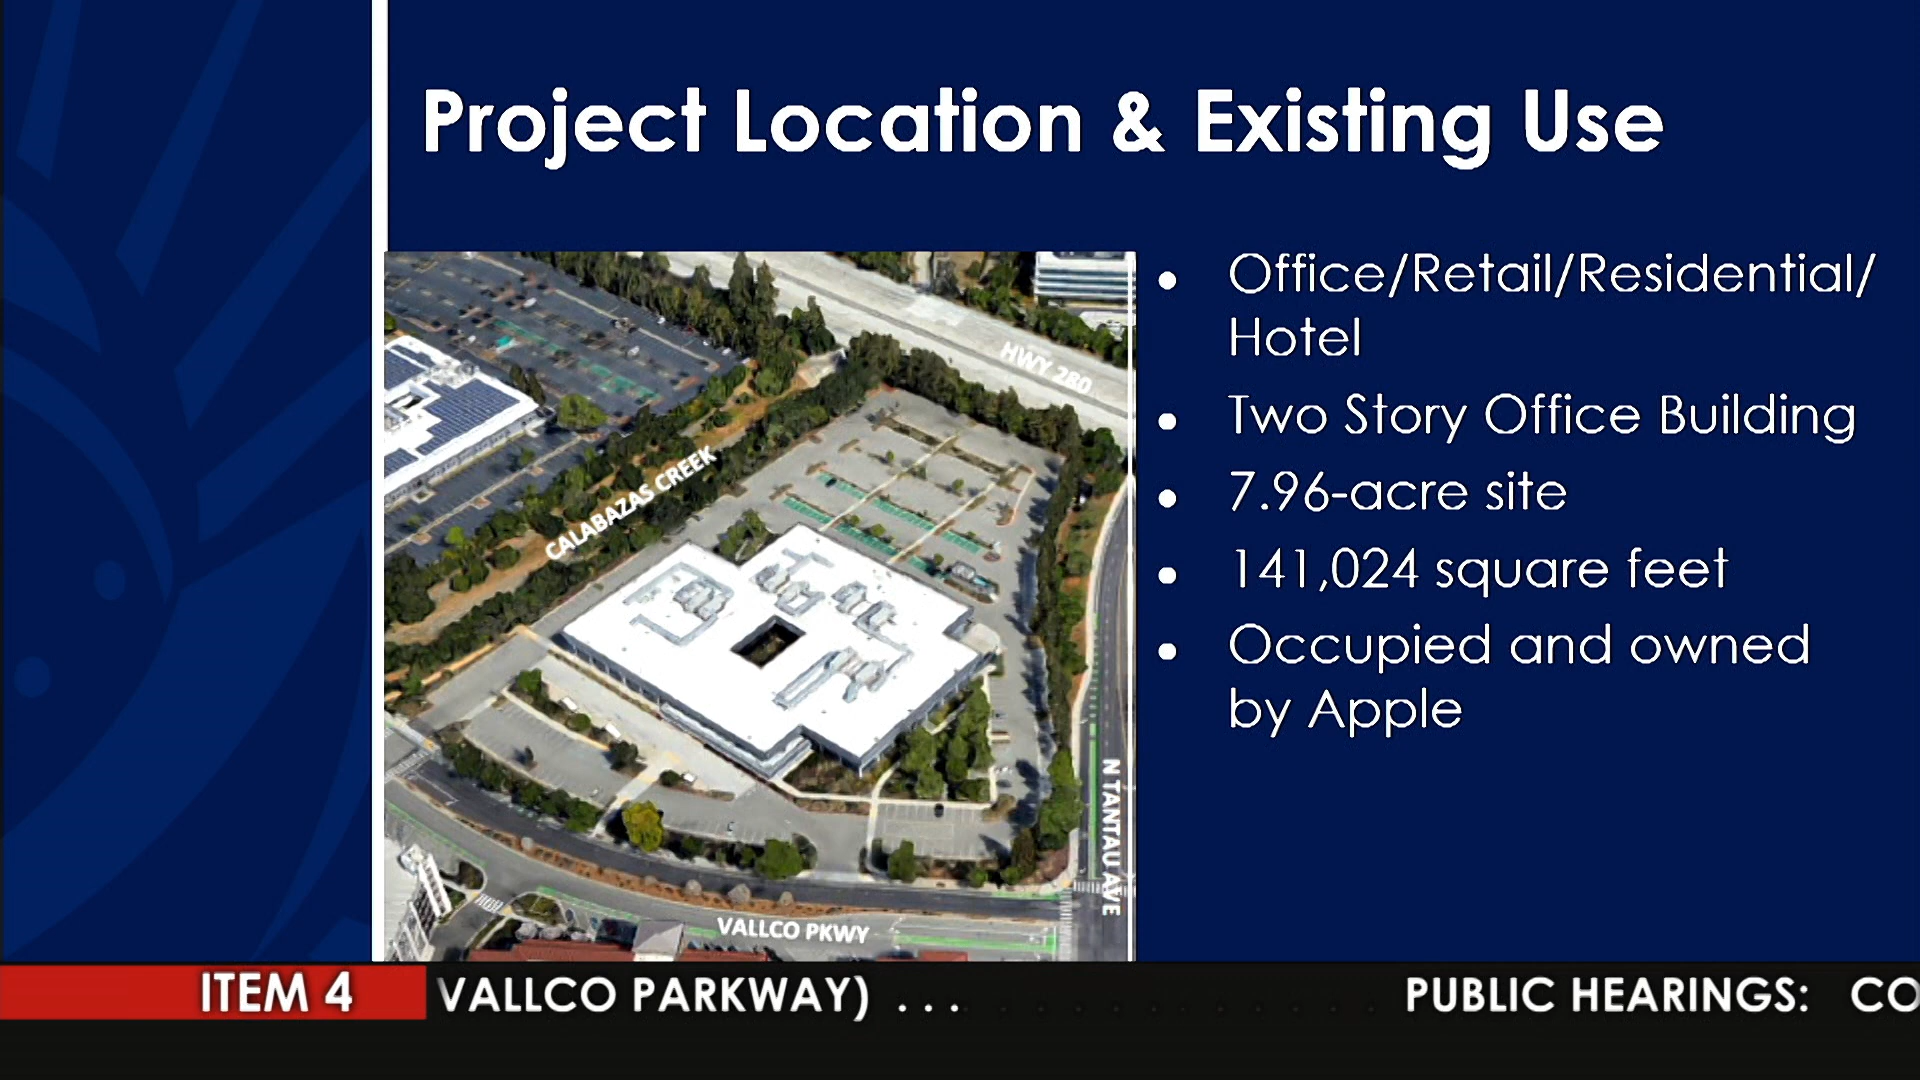 Project Location & Existing Use
• Office/Retail/Residential/
Hotel
• Two Story Office Building
• 7.96-acre site
• 141,024 square feet
• Occupied and owned
by Apple
HWY 280
CALABAZAS CREEK
N TANTAU AVE
VALLCO PKWY
ITEM 4
VALLCO PARKWAY) . . .
PUBLIC HEARINGS: CO